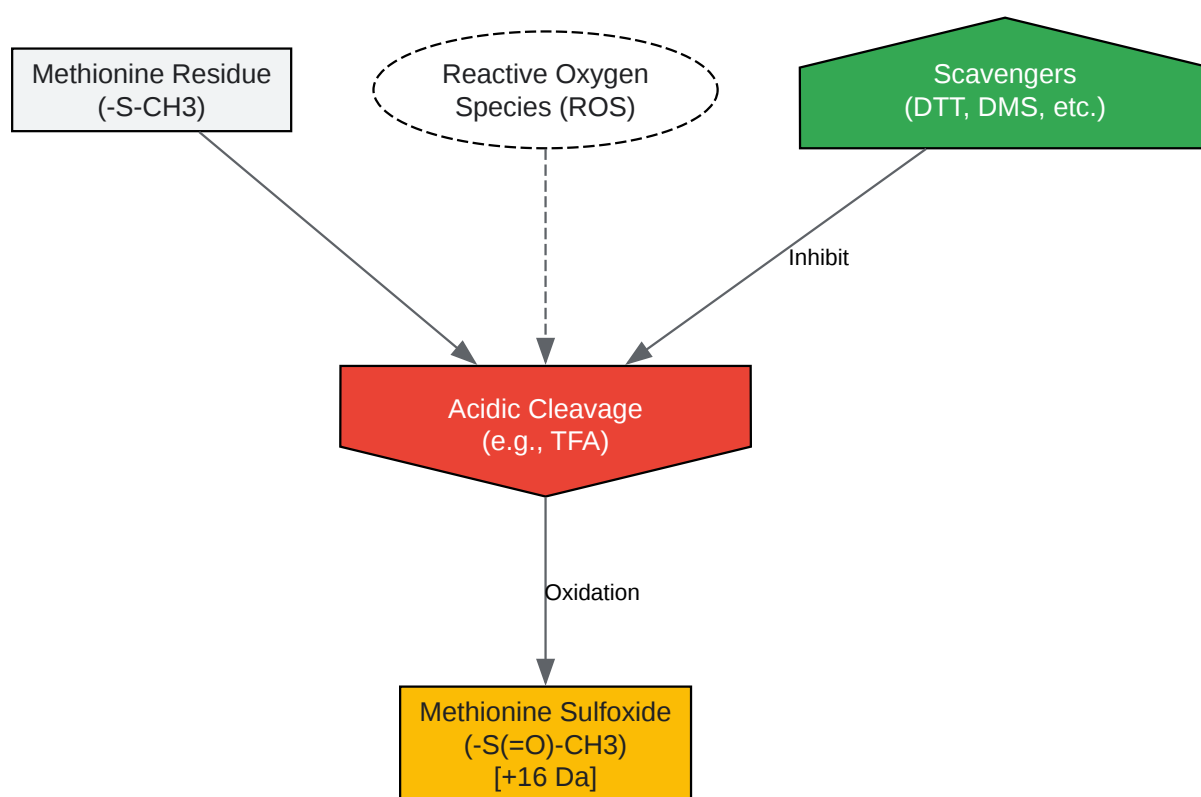 Methionine Residue
(-S-CH3)
Reactive Oxygen
Species (ROS)
Scavengers
(DTT, DMS, etc.)
Inhibit
Acidic Cleavage
(e.g., TFA)
Oxidation
Methionine Sulfoxide
(-S(=O)-CH3)
[+16 Da]